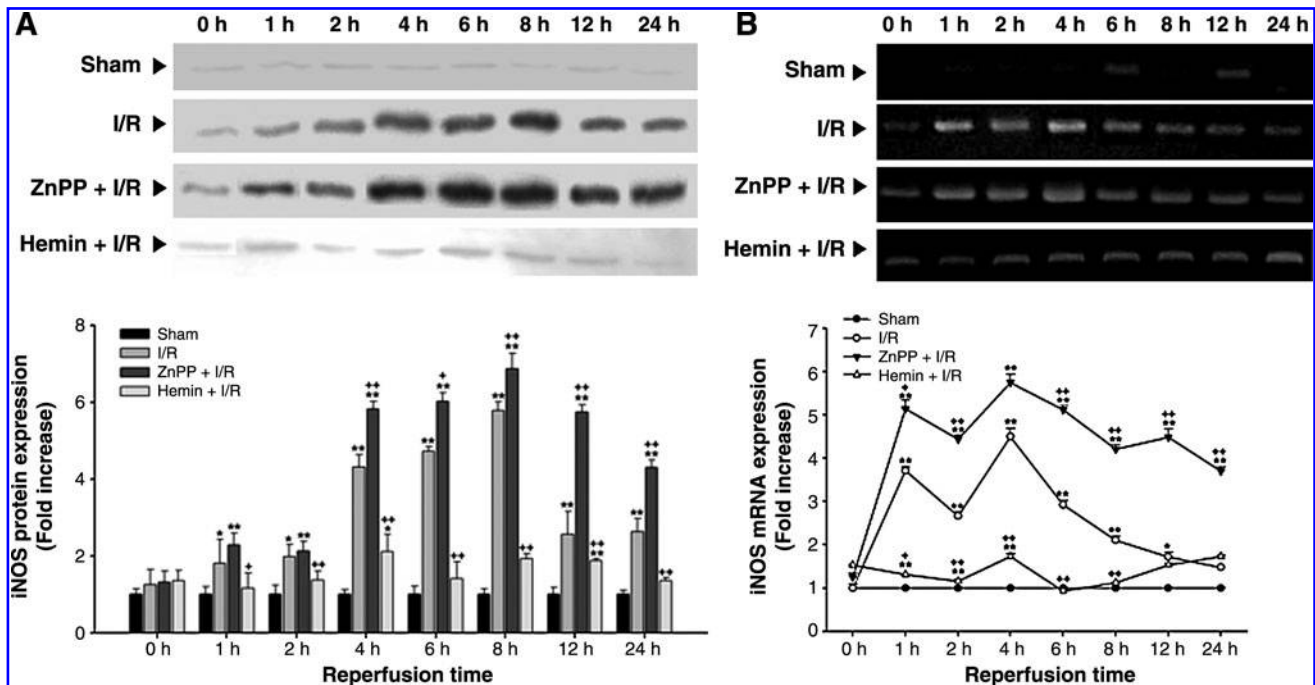 A
0 h 1 h 2 h 4 h 6 h 8 h 12 h 24 h
Sham
I/R
ZnPP + I/R
Hemin + I/R
iNOS protein expression
(Fold increase)
8
6
4
2
0
Sham
I/R
ZnPP + I/R
Hemin + I/R
*
**
+
*
**
++
**
++
**
++
*
**
+
**
++
**
++
**
++
**
++
**
++
**
**
++
**
++
0 h 1 h 2 h 4 h 6 h 8 h 12 h 24 h
Reperfusion time
B
0 h 1 h 2 h 4 h 6 h 8 h 12 h 24 h
Sham
I/R
ZnPP + I/R
Hemin + I/R
iNOS mRNA expression
(Fold increase)
7
6
5
4
3
2
1
0
Sham
I/R
ZnPP + I/R
Hemin + I/R
+
**
++
**
**
++
**
++
**
++
**
++
**
**
**
**
**
**
*
+
**
++
**
++
**
++
++
0 h 1 h 2 h 4 h 6 h 8 h 12 h 24 h
Reperfusion time